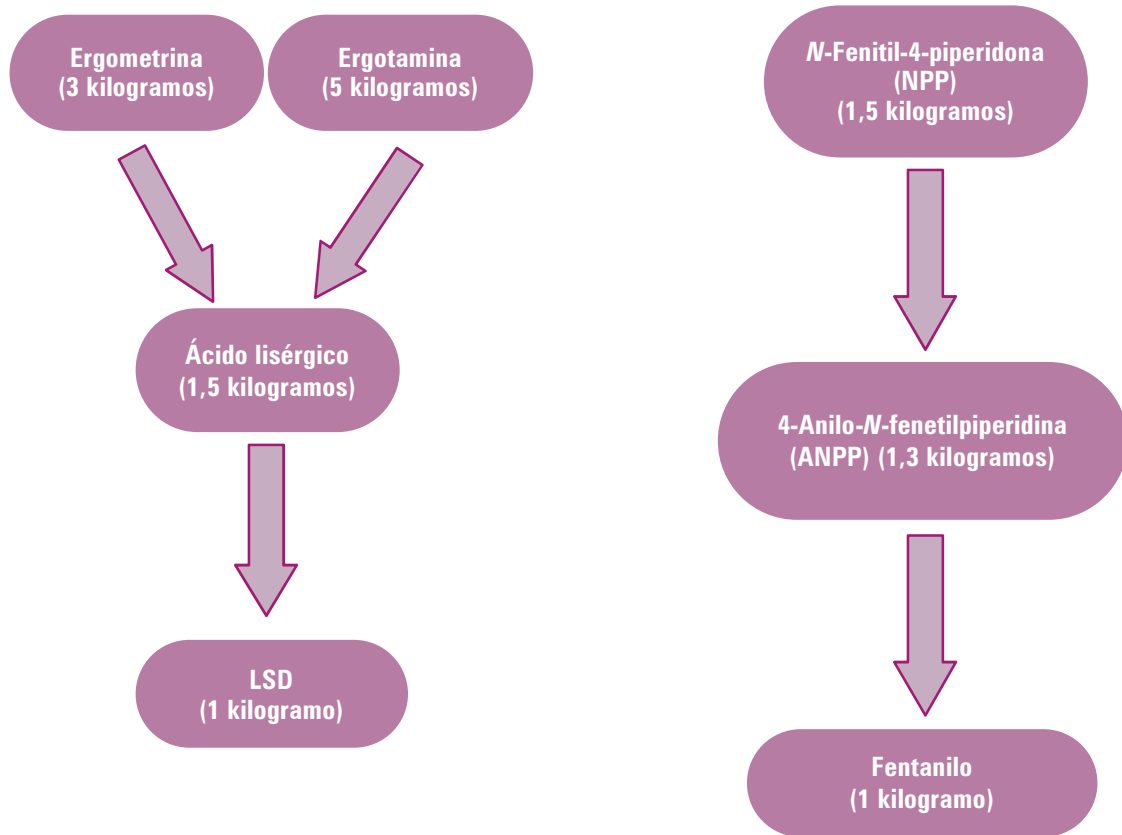 Ergometrina
(3 kilogramos)
Ergotamina
(5 kilogramos)
Ácido lisérgico
(1,5 kilogramos)
LSD
(1 kilogramo)
N-Fenitil-4-piperidona
(NPP)
(1,5 kilogramos)
4-Anilo-N-fenetilpiperidina
(ANPP) (1,3 kilogramos)
Fentanilo
(1 kilogramo)